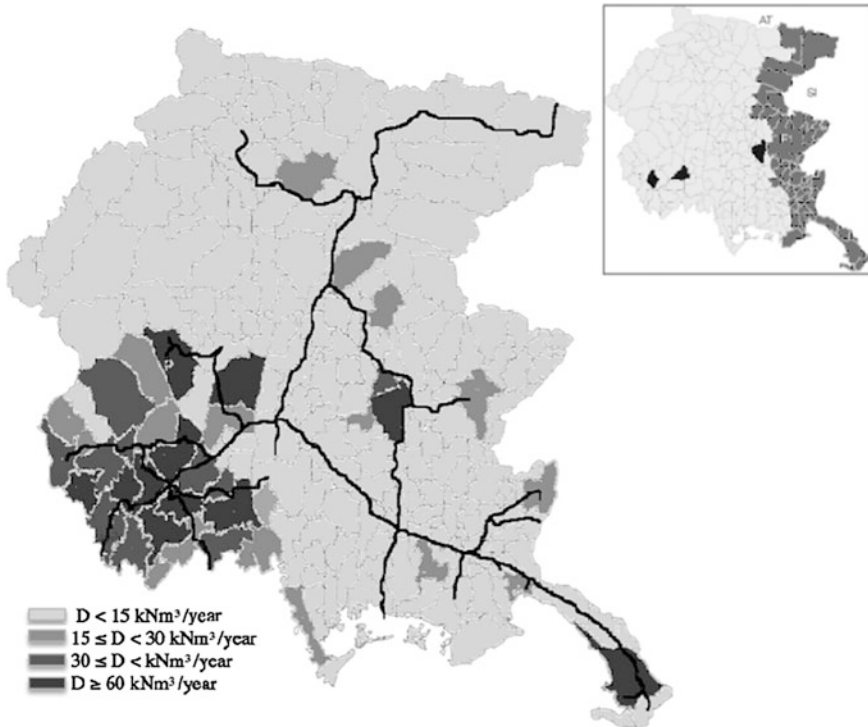 AT
SI
D < 15 kNm³/year
15 ≤ D < 30 kNm³/year
30 ≤ D < kNm³/year
D ≥ 60 kNm³/year